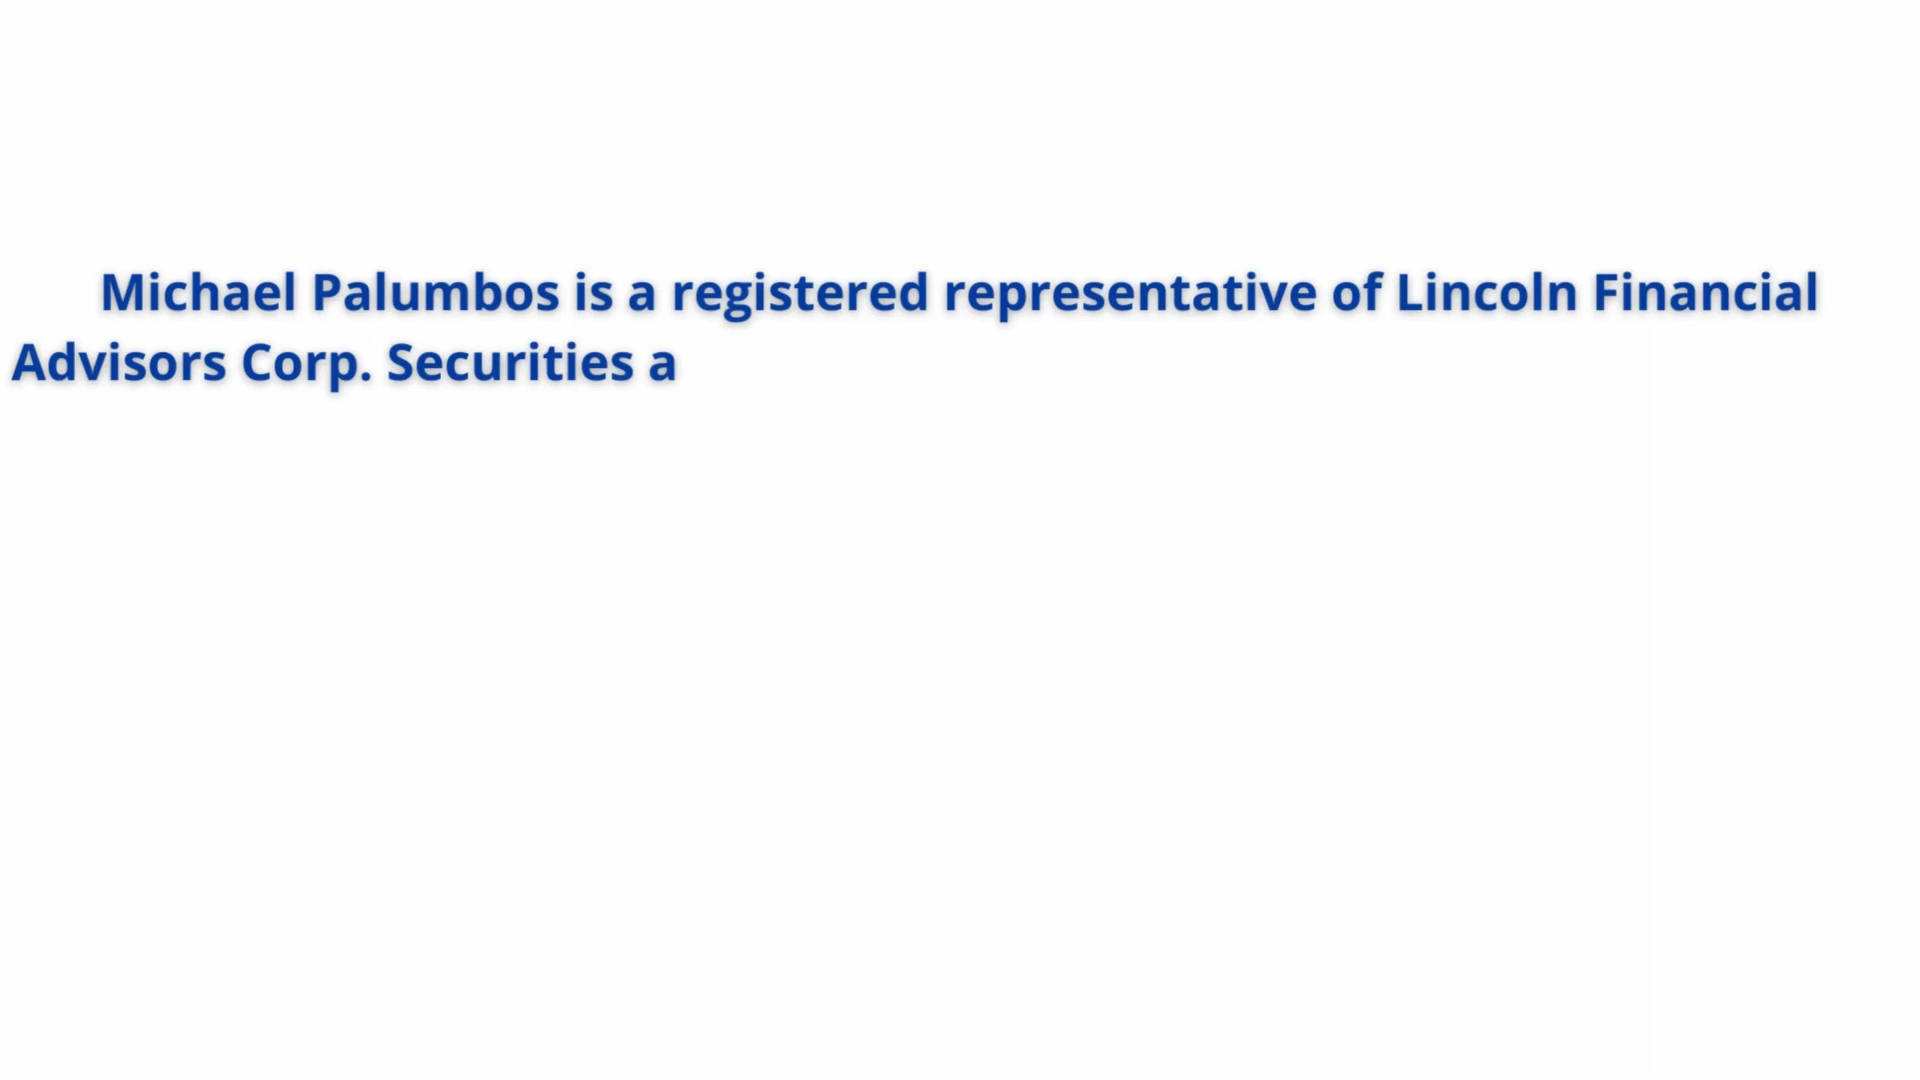 Michael Palumbos is a registered representative of Lincoln Financial
Advisors Corp. Securities a